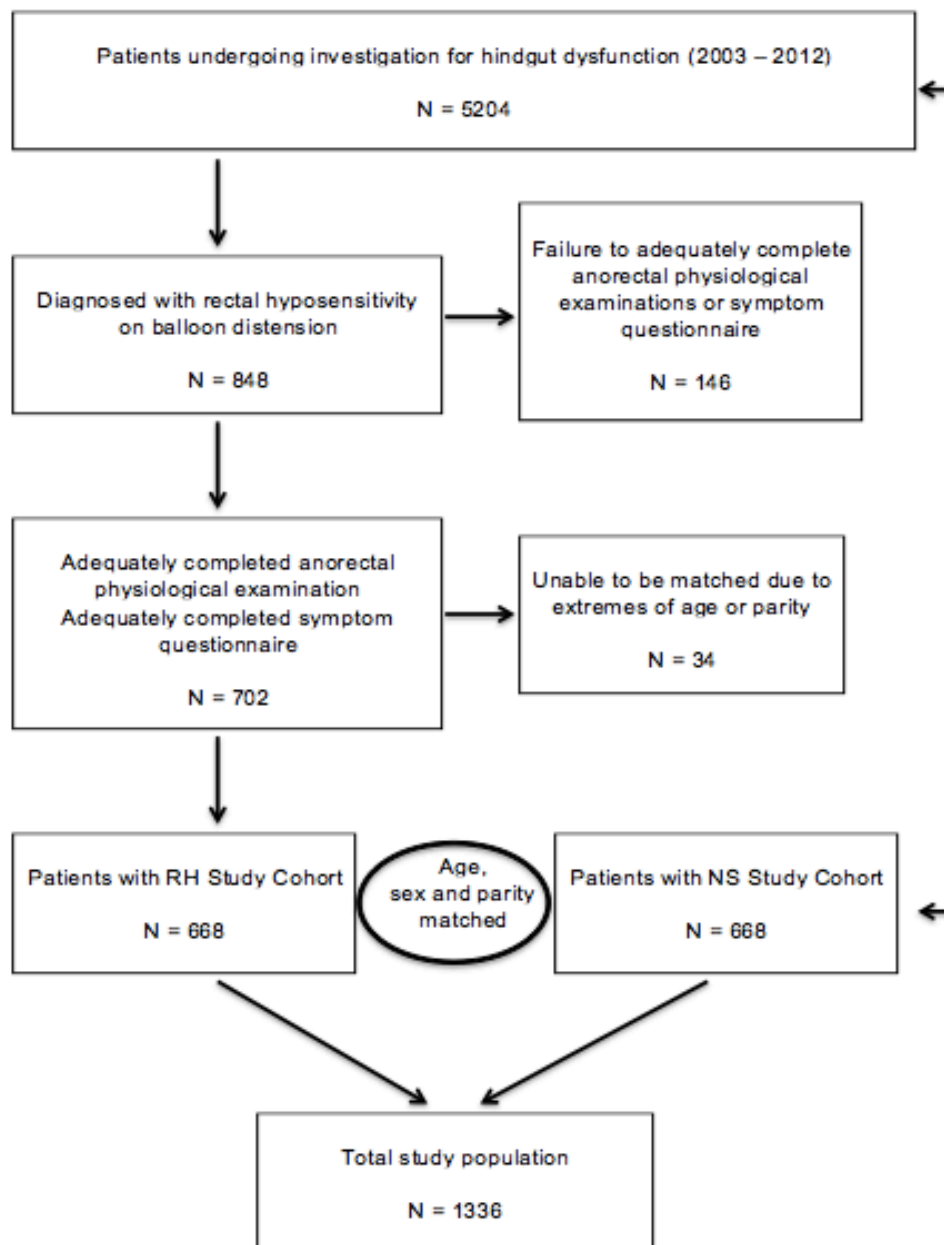 Patients undergoing investigation for hindgut dysfunction (2003 – 2012)
N = 5204
Diagnosed with rectal hyposensitivity
on balloon distension
N = 848
Failure to adequately complete
anorectal physiological
examinations or symptom
questionnaire
N = 146
Adequately completed anorectal
physiological examination
Adequately completed symptom
questionnaire
N = 702
Unable to be matched due to
extremes of age or parity
N = 34
Patients with RH Study Cohort
N = 668
Age,
sex and parity
matched
Patients with NS Study Cohort
N = 668
Total study population
N = 1336